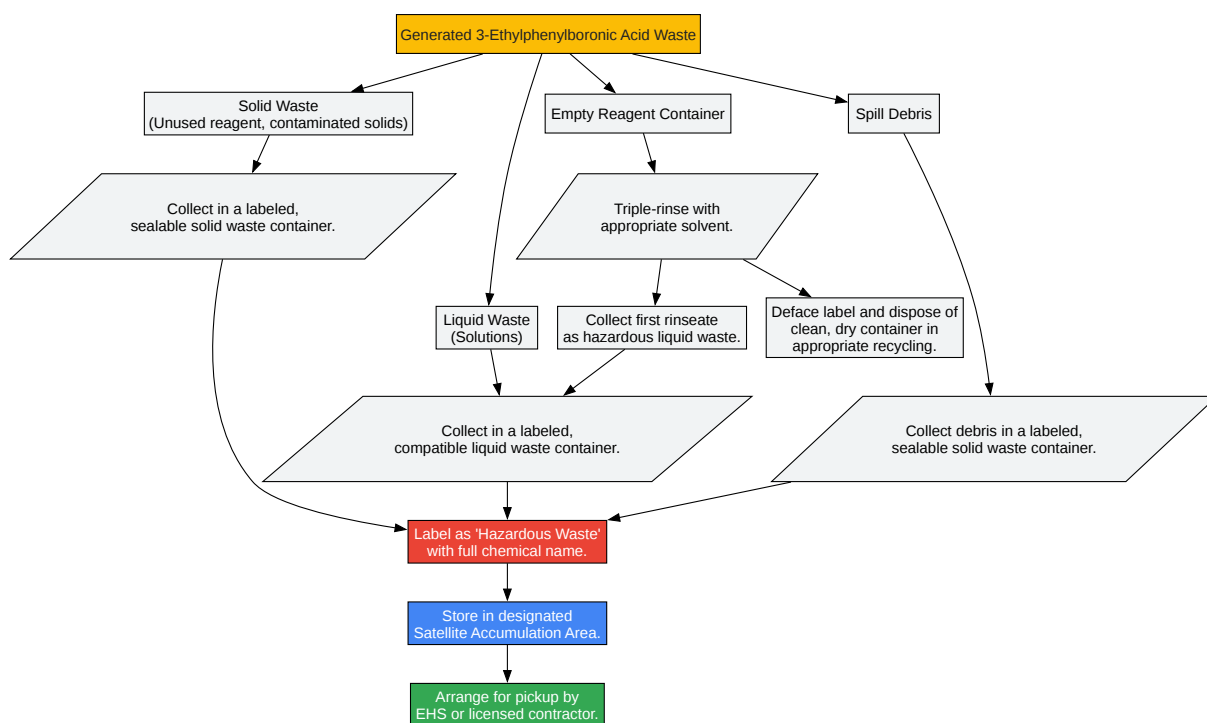 Generated 3-Ethylphenylboronic Acid Waste
Solid Waste
(Unused reagent, contaminated solids)
Empty Reagent Container
Spill Debris
Collect in a labeled,
sealable solid waste container.
Triple-rinse with
appropriate solvent.
Liquid Waste
(Solutions)
Collect first rinseate
as hazardous liquid waste.
Deface label and dispose of
clean, dry container in
appropriate recycling.
Collect in a labeled,
compatible liquid waste container.
Collect debris in a labeled,
sealable solid waste container.
Label as 'Hazardous Waste'
with full chemical name.
Store in designated
Satellite Accumulation Area.
Arrange for pickup by
EHS or licensed contractor.